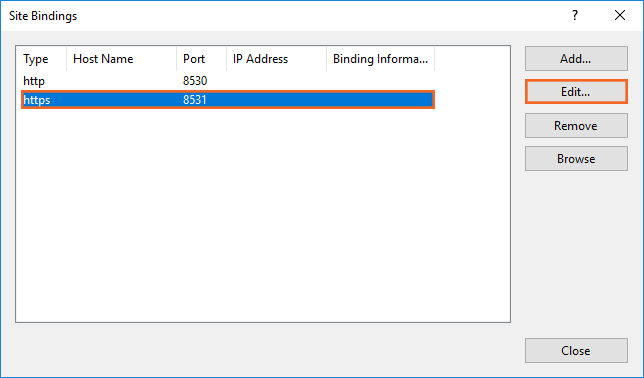 Site Bindings
?
Type Host Name Port IP Address Binding Informa...
http 8530
https 8531
Add...
Edit...
Remove
Browse
Close